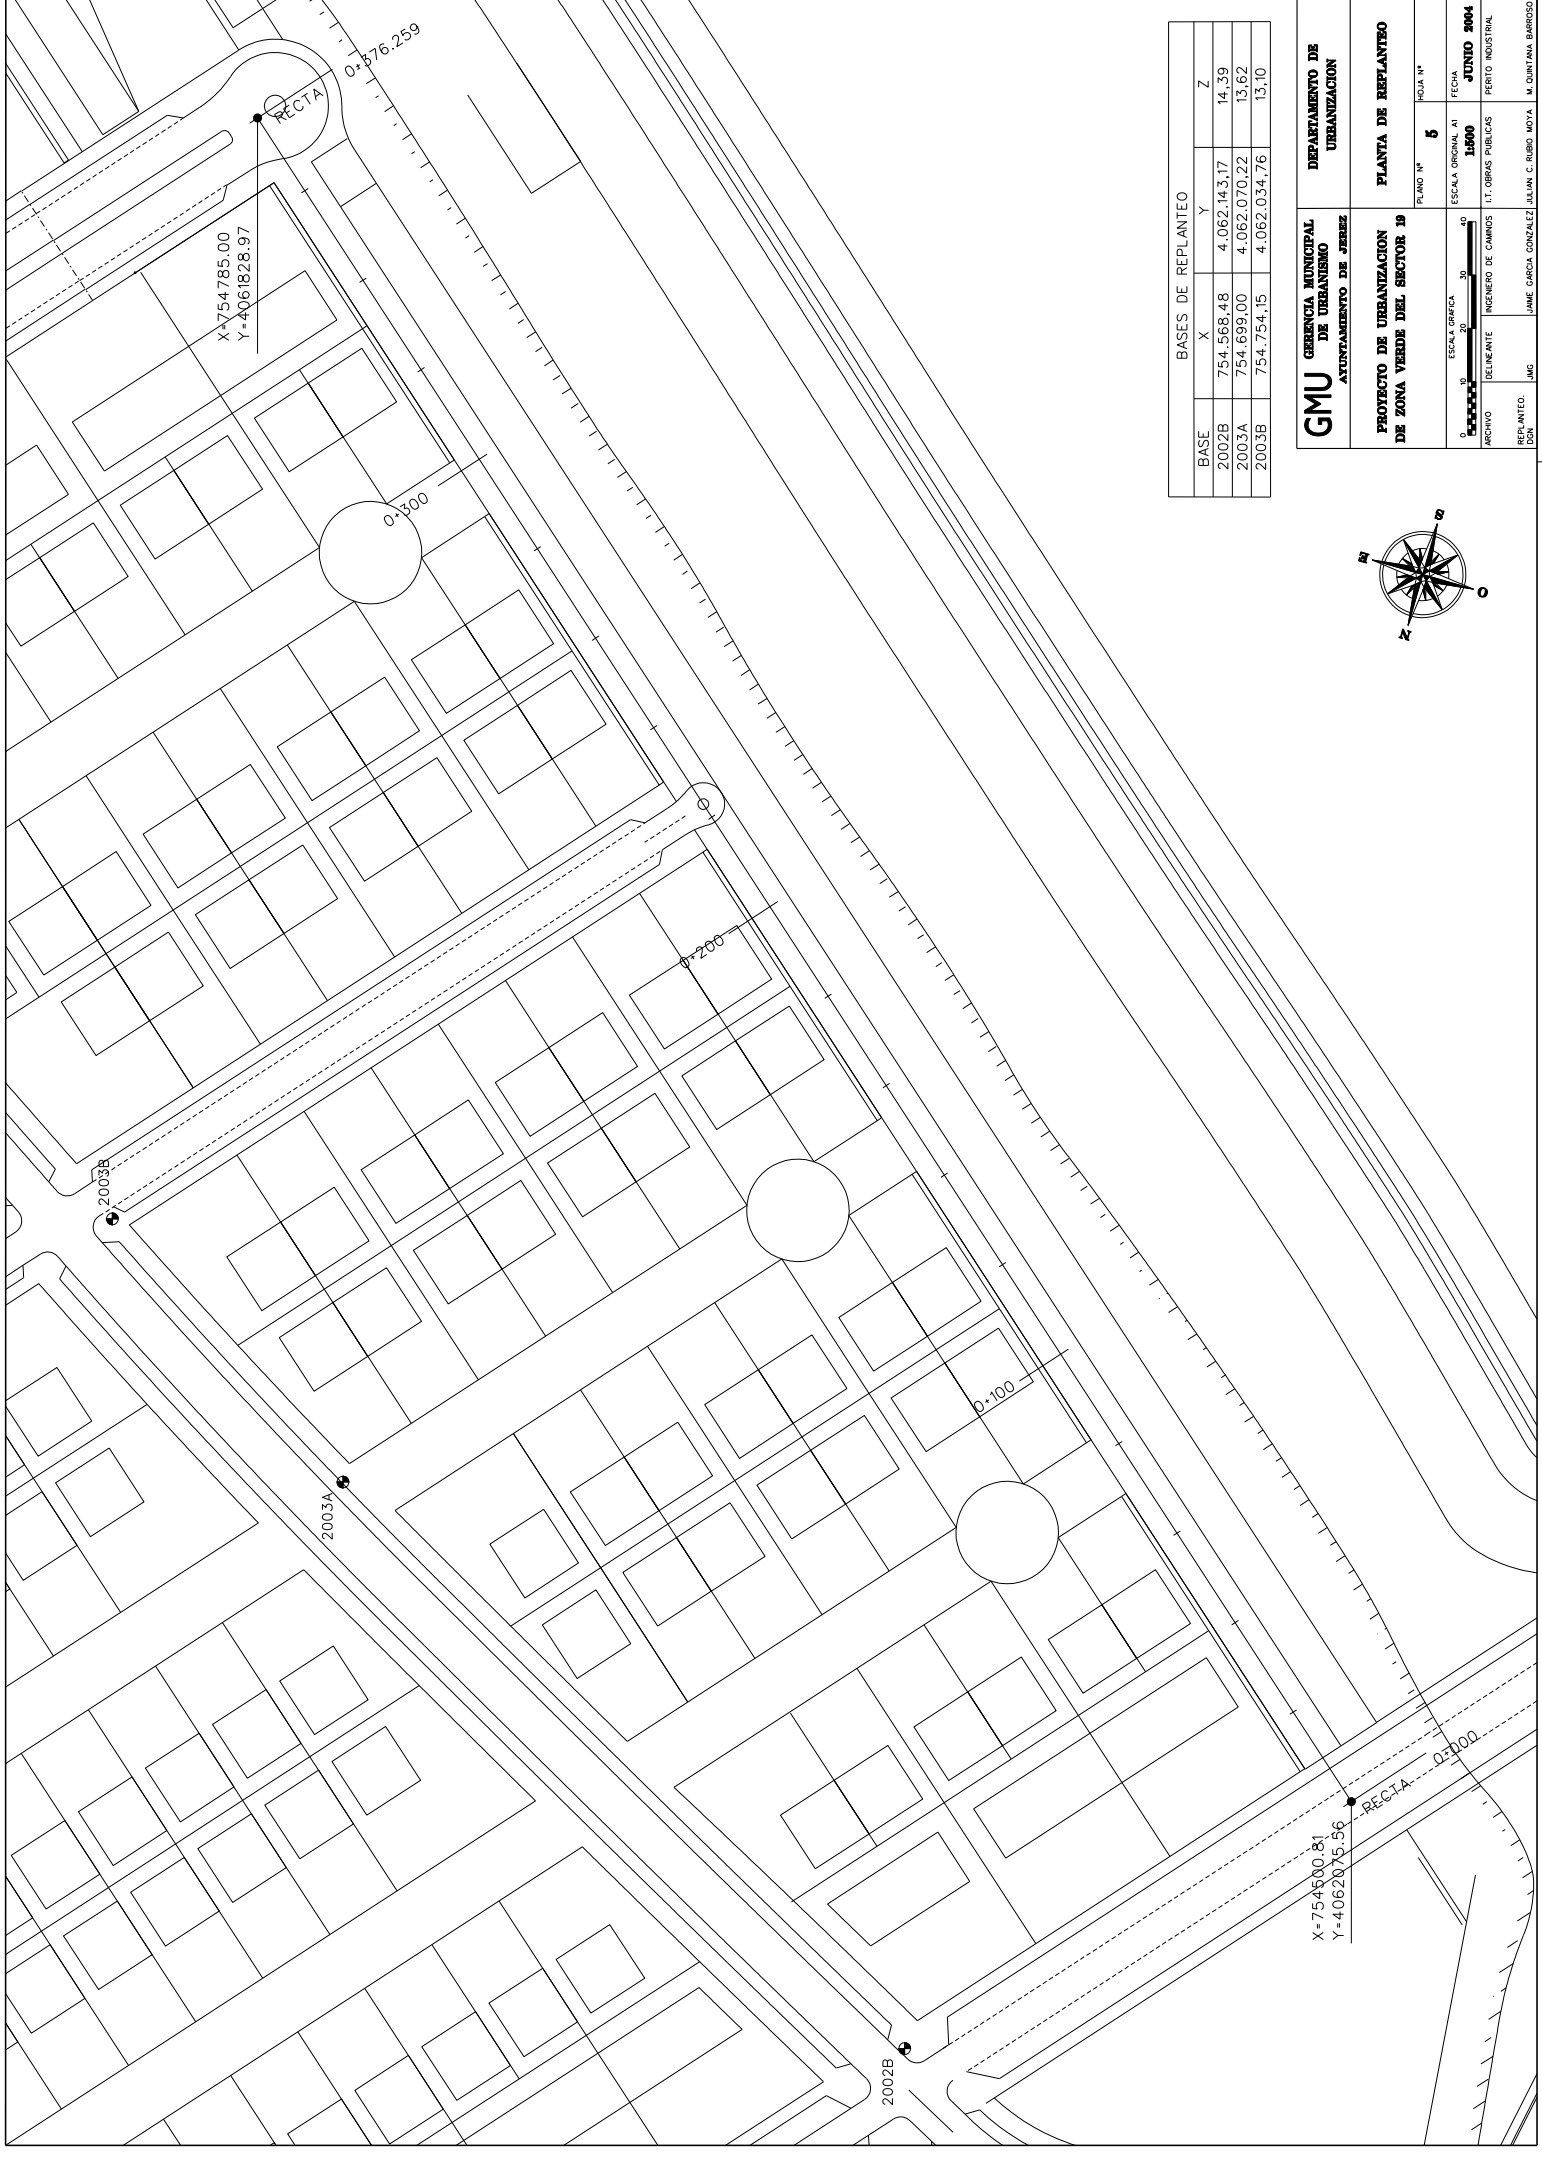 BASES DE REPLANTEO
BASE X Y Z
2002B 754.568,48 4.062.143,17 14,39
2003A 754.699,00 4.062.070,22 13,62
2003B 754.754,15 4.062.034,76 13,10
GMU
GERENCIA MUNICIPAL
DE URBANISMO
AYUNTAMIENTO DE JEREZ
DEPARTAMENTO DE
URBANIZACION
PROYECTO DE URBANIZACION
DE ZONA VERDE DEL SECTOR 19
PLANTA DE REPLANTEO
PLANO Nº
5
HOJA Nº
ESCALA GRAFICA
0 10 20 30 40
ESCALA ORIGINAL A1
1:500
FECHA
JUNIO 2004
ARCHIVO
REPLANTEO.
DGN
DELINEANTE
JMG
INGENIERO DE CAMINOS
JAIME GARCIA GONZALEZ
I.T. OBRAS PUBLICAS
JULIAN C. RUBIO MOYA
PERITO INDUSTRIAL
M. QUINTANA BARROSO
N
S
E
O
X=754785.00
Y=4061828.97
RECTA
0+376.259
0+300
0+200
0+100
0+000
RECTA
X=754500.81
Y=4062075.56
2003B
2003A
2002B